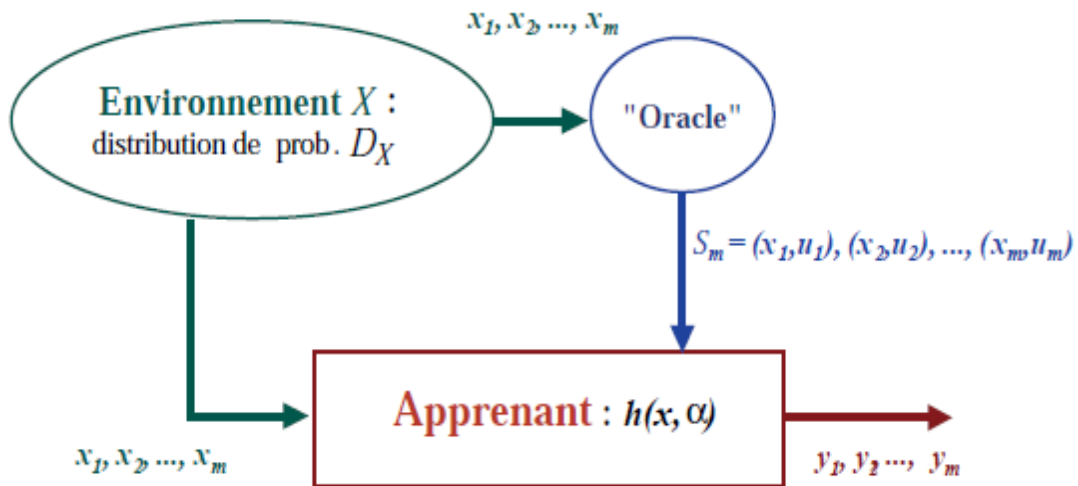 x₁, x₂, ..., xₘ
Environnement X :
distribution de prob. D_X
"Oracle"
Sₘ = (x₁,u₁), (x₂,u₂), ..., (xₘ,uₘ)
Apprenant : h(x, α)
x₁, x₂, ..., xₘ
y₁, y₂ ..., yₘ